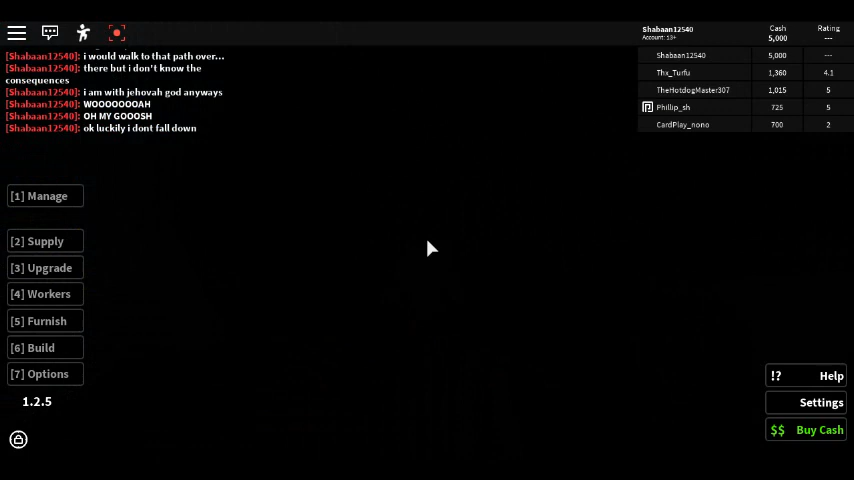 Shabaan12540
Account: 13+
Cash
5,000
Rating
---
[Shabaan12540]: i would walk to that path over...
[Shabaan12540]: there but i don't know the
consequences
[Shabaan12540]: i am with jehovah god anyways
[Shabaan12540]: WOOOOOOOAH
[Shabaan12540]: OH MY GOOOSH
[Shabaan12540]: ok luckily i dont fall down
Shabaan12540 5,000 ---
Thx_Turfu 1,360 4.1
TheHotdogMaster307 1,015 5
Phillip_sh 725 5
CardPlay_nono 700 2
[1] Manage
[2] Supply
[3] Upgrade
[4] Workers
[5] Furnish
[6] Build
[7] Options
1.2.5
!? Help
Settings
$$ Buy Cash